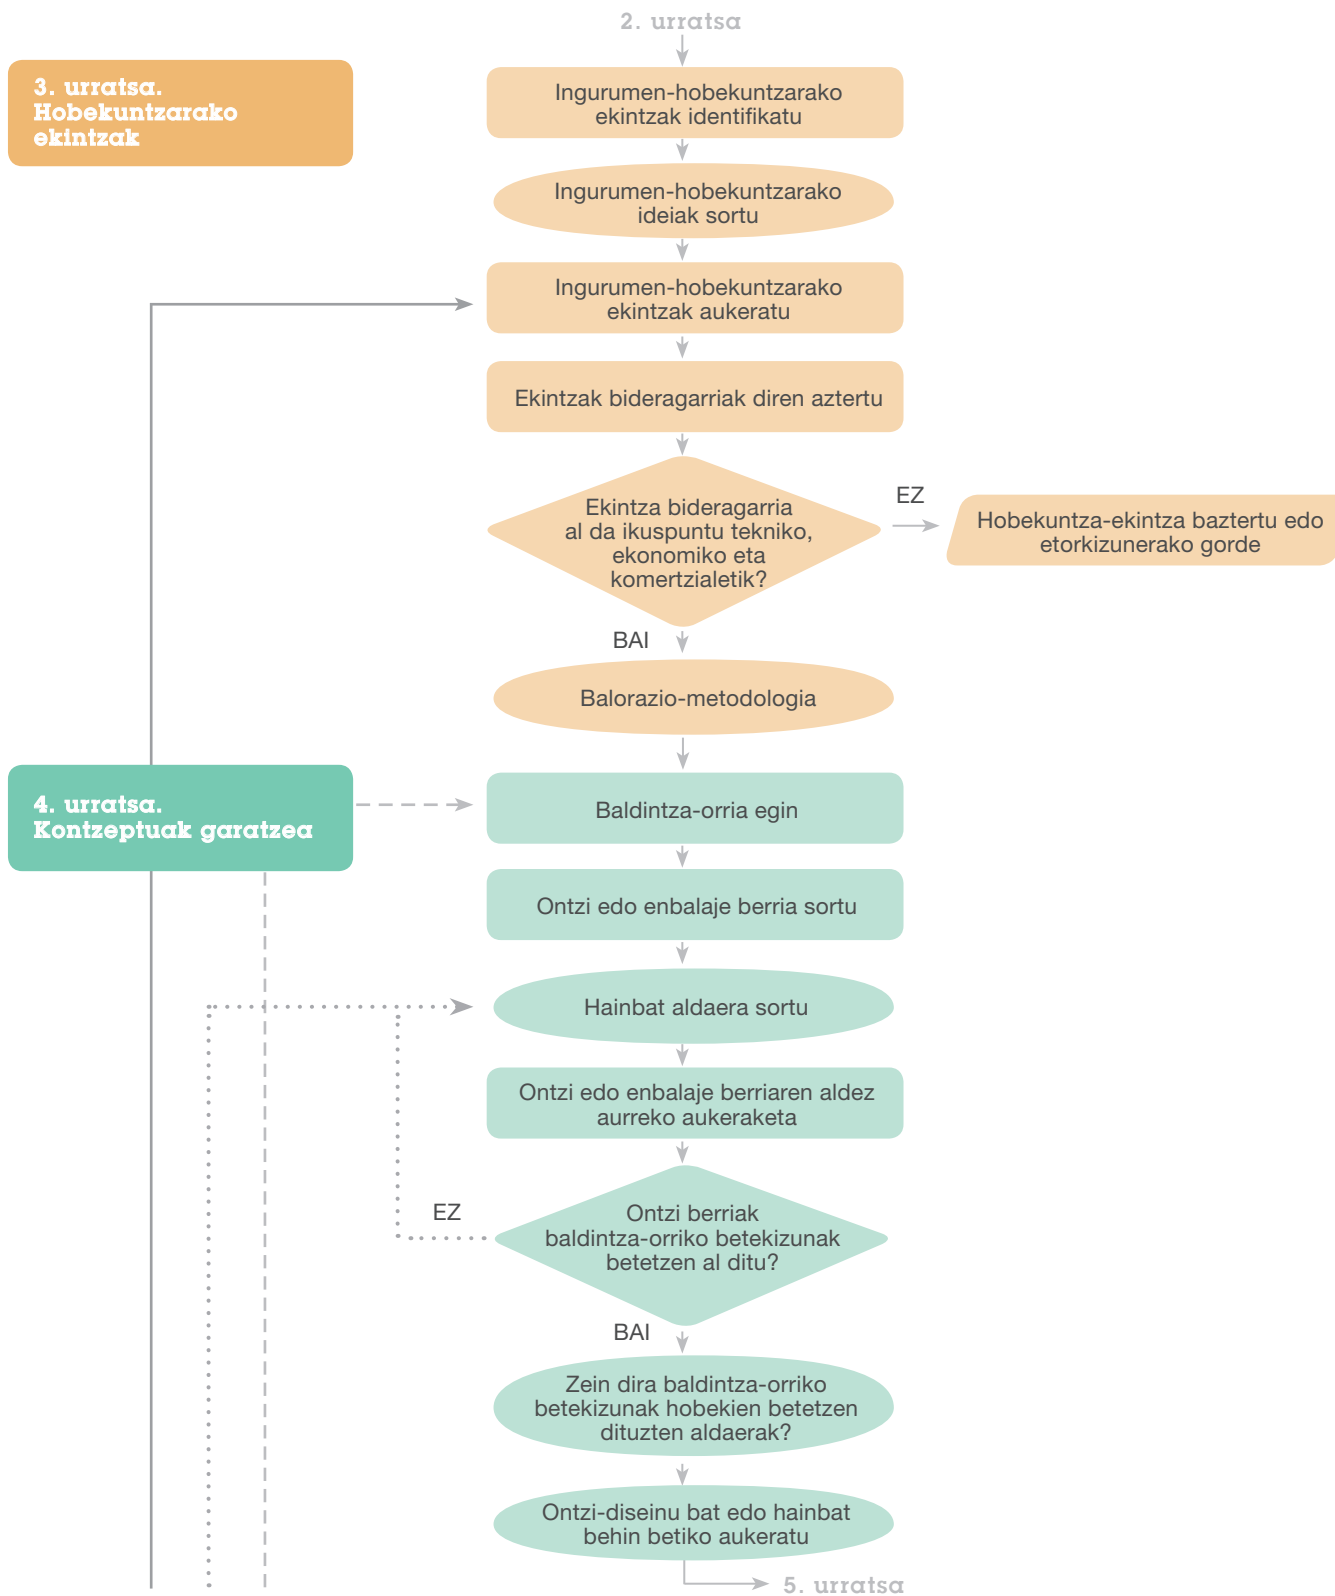 2. urratsa
3. urratsa.
Hobekuntzarako
ekintzak
Ingurumen-hobekuntzarako
ekintzak identifikatu
Ingurumen-hobekuntzarako
ideiak sortu
Ingurumen-hobekuntzarako
ekintzak aukeratu
Ekintzak bideragarriak diren aztertu
Ekintza bideragarria
al da ikuspuntu tekniko,
ekonomiko eta
komertzialetik?
EZ
Hobekuntza-ekintza baztertu edo
etorkizunerako gorde
BAI
Balorazio-metodologia
4. urratsa.
Kontzeptuak garatzea
Baldintza-orria egin
Ontzi edo enbalaje berria sortu
Hainbat aldaera sortu
Ontzi edo enbalaje berriaren aldez
aurreko aukeraketa
EZ
Ontzi berriak
baldintza-orriko betekizunak
betetzen al ditu?
BAI
Zein dira baldintza-orriko
betekizunak hobekien betetzen
dituzten aldaerak?
Ontzi-diseinu bat edo hainbat
behin betiko aukeratu
5. urratsa